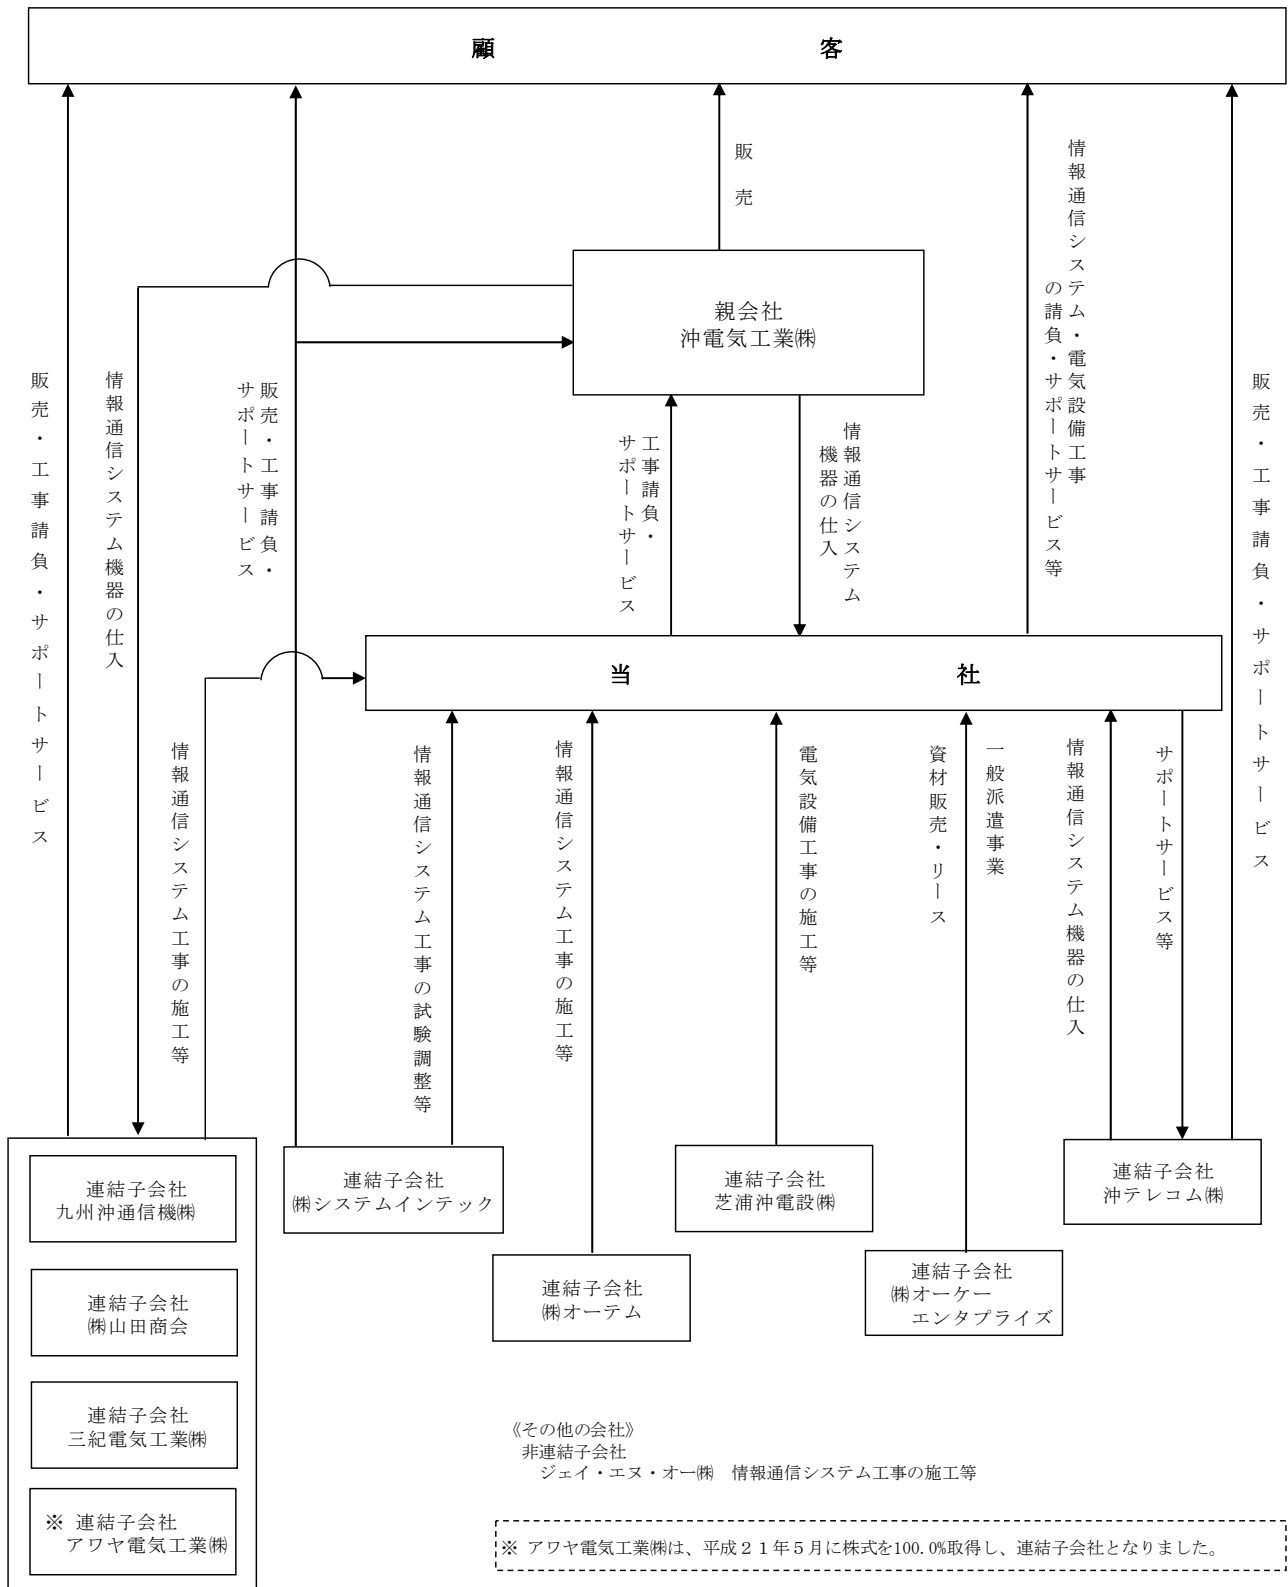 顧客
販売
情報通信システム・電気設備工事
の請負・サポートサービス等
親会社
沖電気工業㈱
販売・工事請負・サポートサービス
情報通信システム機器の仕入
販売・工事請負・
サポートサービス
工事請負・
サポートサービス
情報通信システム
機器の仕入
販売・工事請負・サポートサービス
当社
情報通信システム工事の施工等
情報通信システム工事の試験調整等
情報通信システム工事の施工等
電気設備工事の施工等
一般派遣事業
資材販売・リース
情報通信システム機器の仕入
サポートサービス等
連結子会社
九州沖通信機㈱
連結子会社
㈱システムインテック
連結子会社
芝浦沖電設㈱
連結子会社
沖テレコム㈱
連結子会社
㈱オーテム
連結子会社
㈱オーケー
エンタプライズ
連結子会社
㈱山田商会
連結子会社
三紀電気工業㈱
※ 連結子会社
アワヤ電気工業㈱
《その他の会社》
非連結子会社
ジェイ・エヌ・オー㈱ 情報通信システム工事の施工等
※ アワヤ電気工業㈱は、平成２１年５月に株式を100.0%取得し、連結子会社となりました。